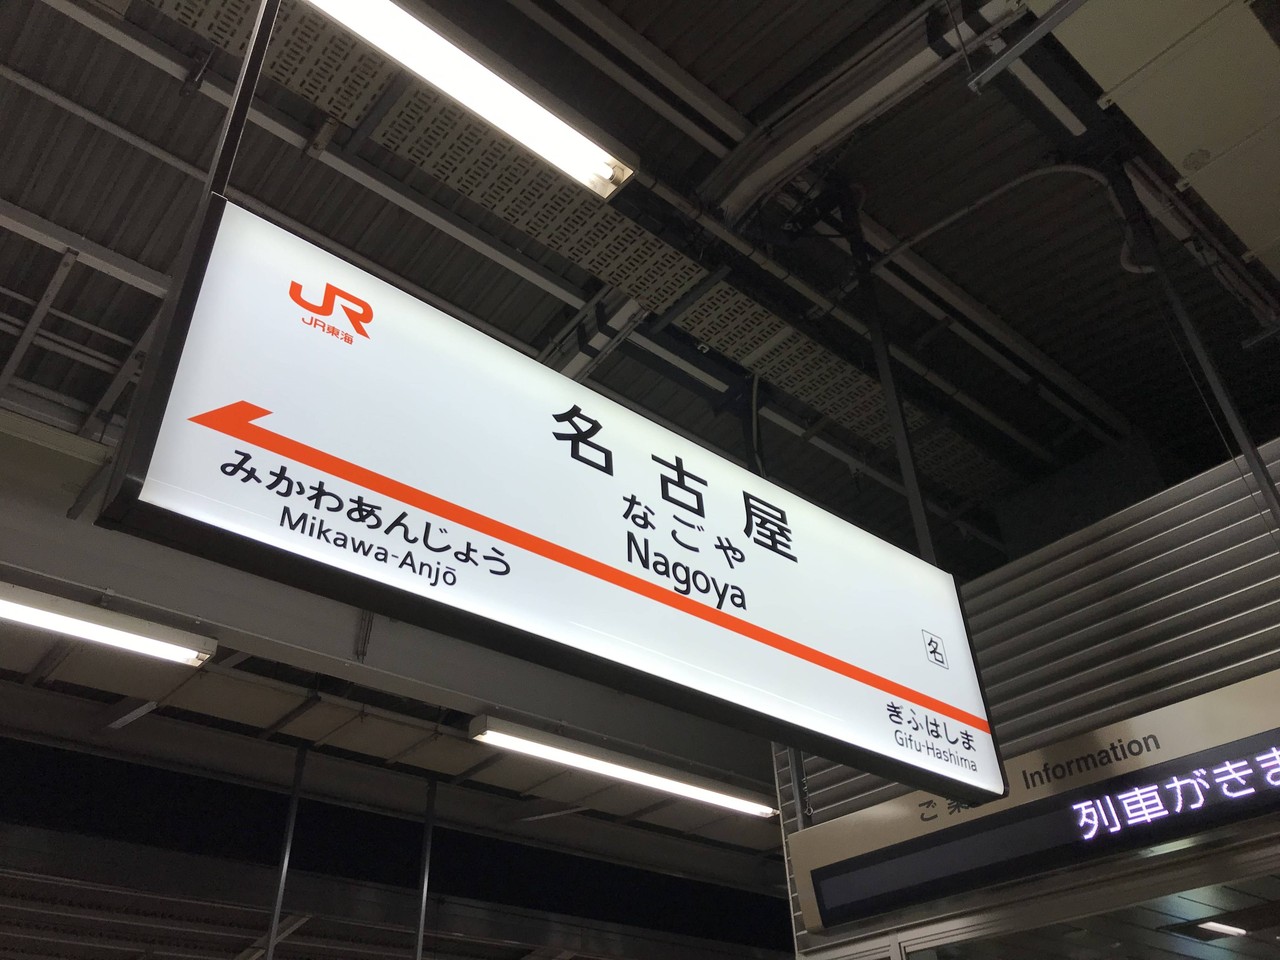 JR
JR東海
名古屋
なごや
Nagoya
みかわあんじょう
Mikawa-Anjō
名
ぎふはしま
Gifu-Hashima
Information
列車がきま